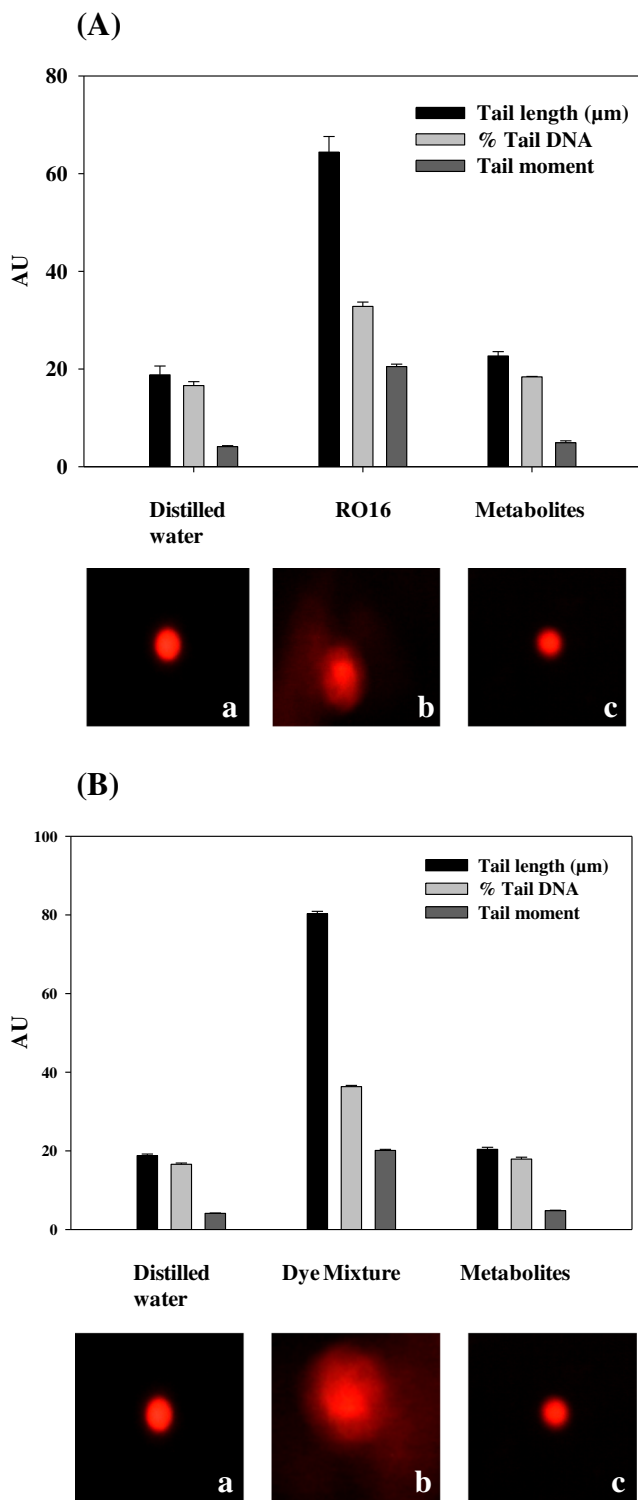 (A)
80
60
40
20
0
AU
Tail length (µm)
% Tail DNA
Tail moment
Distilled
water
RO16
Metabolites
a
b
c
(B)
100
80
60
40
20
0
AU
Tail length (µm)
% Tail DNA
Tail moment
Distilled
water
Dye Mixture
Metabolites
a
b
c